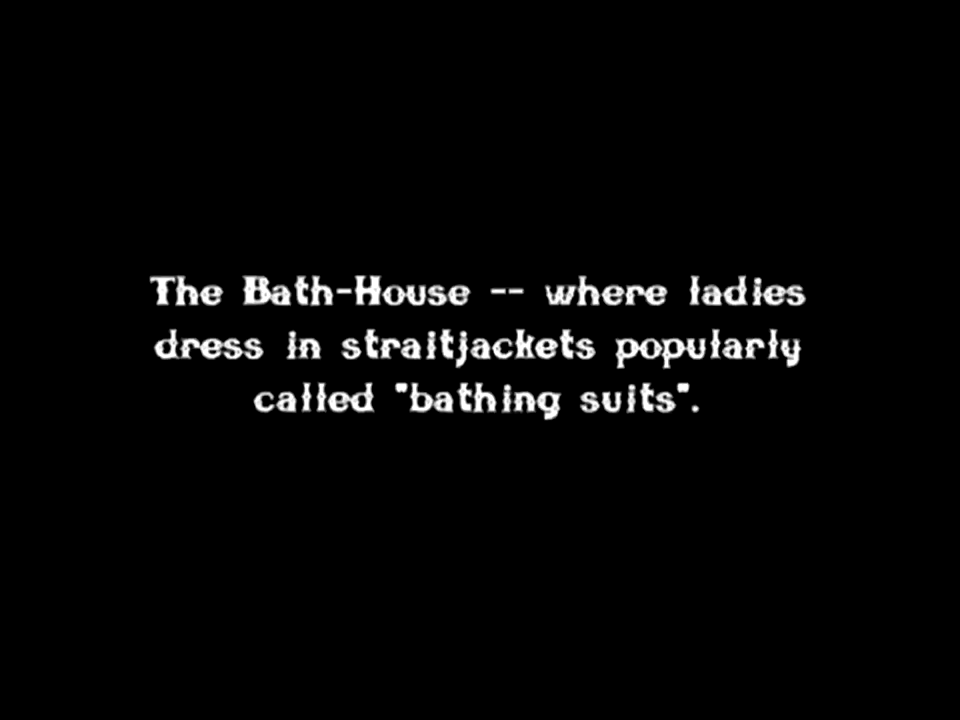 The Bath-House -- where ladies
dress in straitjackets popularly
called "bathing suits".